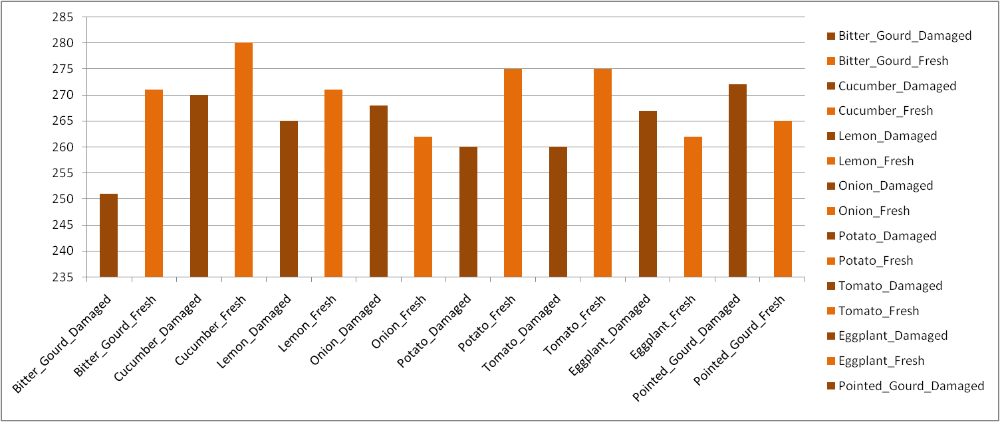 285
280
275
270
265
260
255
250
245
240
235
Bitter_Gourd_Damaged
Bitter_Gourd_Fresh
Cucumber_Damaged
Cucumber_Fresh
Lemon_Damaged
Lemon_Fresh
Onion_Damaged
Onion_Fresh
Potato_Damaged
Potato_Fresh
Tomato_Damaged
Tomato_Fresh
Eggplant_Damaged
Eggplant_Fresh
Pointed_Gourd_Damaged
Pointed_Gourd_Fresh
Bitter_Gourd_Damaged
Bitter_Gourd_Fresh
Cucumber_Damaged
Cucumber_Fresh
Lemon_Damaged
Lemon_Fresh
Onion_Damaged
Onion_Fresh
Potato_Damaged
Potato_Fresh
Tomato_Damaged
Tomato_Fresh
Eggplant_Damaged
Eggplant_Fresh
Pointed_Gourd_Damaged